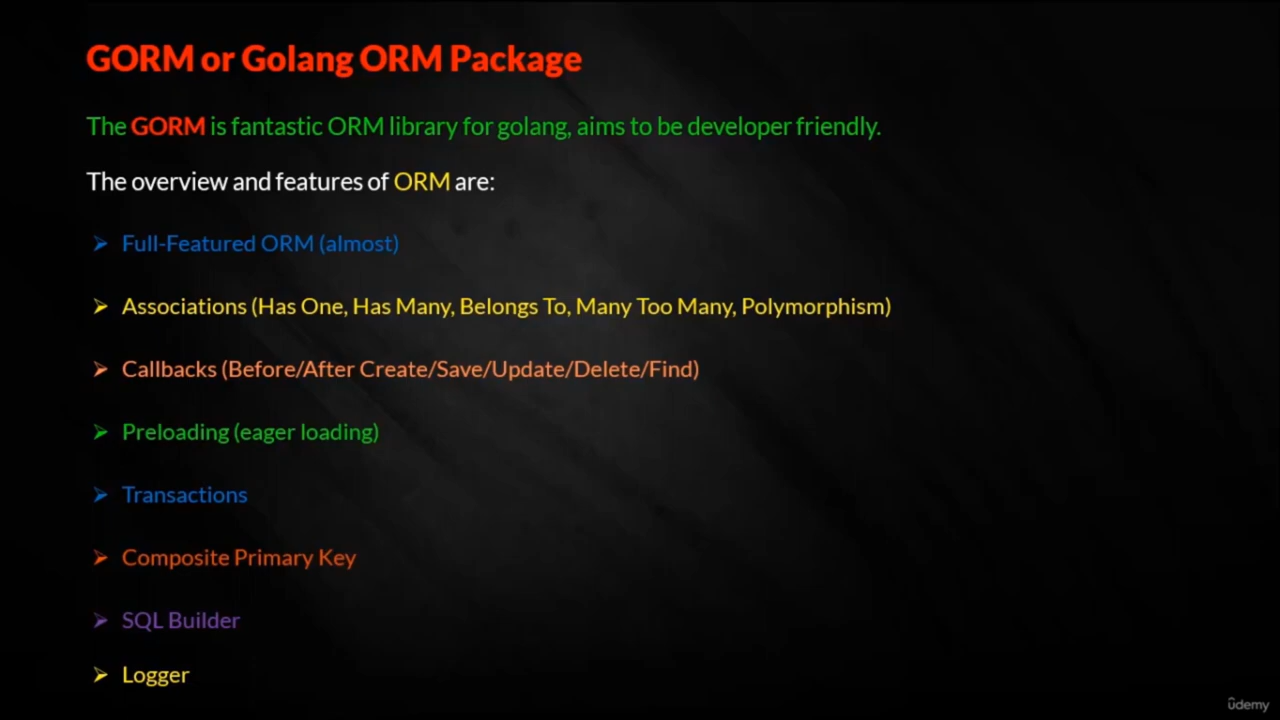 GORM or Golang ORM Package
The GORM is fantastic ORM library for golang, aims to be developer friendly.
The overview and features of ORM are:
➤ Full-Featured ORM (almost)
➤ Associations (Has One, Has Many, Belongs To, Many Too Many, Polymorphism)
➤ Callbacks (Before/After Create/Save/Update/Delete/Find)
➤ Preloading (eager loading)
➤ Transactions
➤ Composite Primary Key
➤ SQL Builder
➤ Logger
ûdemy